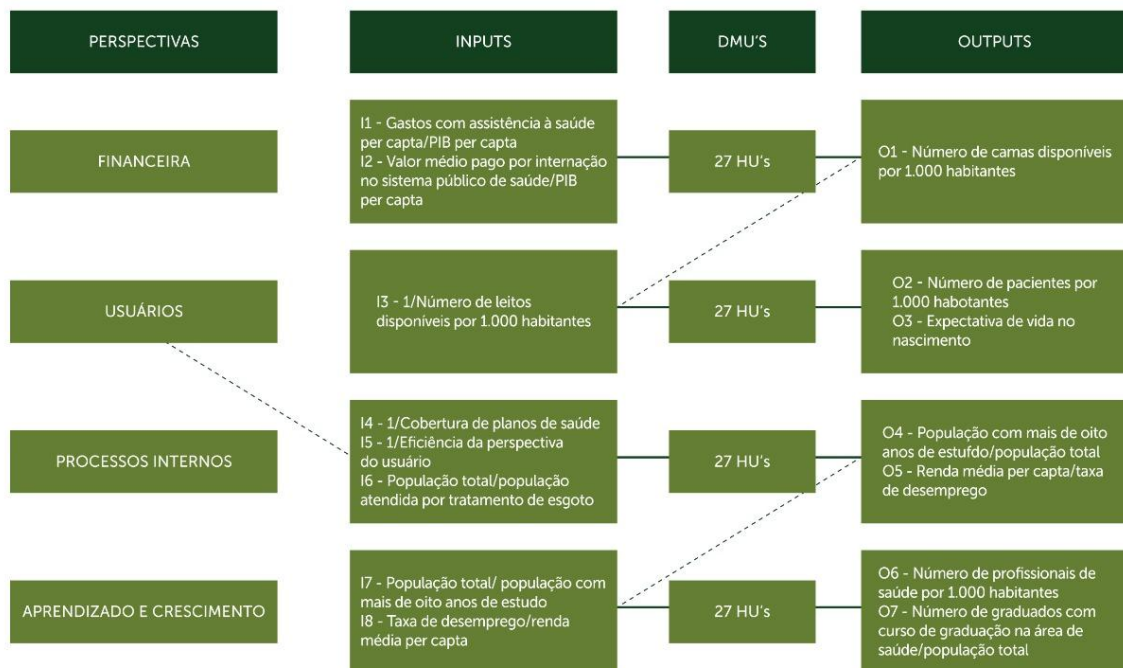 PERSPECTIVAS
INPUTS
DMU'S
OUTPUTS
FINANCEIRA
I1 - Gastos com assistência à saúde
per capta/PIB per capta
I2 - Valor médio pago por internação
no sistema público de saúde/PIB
per capta
27 HU's
O1 - Número de camas disponíveis
por 1.000 habitantes
USUÁRIOS
I3 - 1/Número de leitos
disponíveis por 1.000 habitantes
27 HU's
O2 - Número de pacientes por
1.000 habotantes
O3 - Expectativa de vida no
nascimento
PROCESSOS INTERNOS
I4 - 1/Cobertura de planos de saúde
I5 - 1/Eficiência da perspectiva
do usuário
I6 - População total/população
atendida por tratamento de esgoto
27 HU's
O4 - População com mais de oito
anos de estufdo/população total
O5 - Renda média per capta/taxa
de desemprego
APRENDIZADO E CRESCIMENTO
I7 - População total/ população com
mais de oito anos de estudo
I8 - Taxa de desemprego/renda
média per capta
27 HU's
O6 - Número de profissionais de
saúde por 1.000 habitantes
O7 - Número de graduados com
curso de graduação na área de
saúde/população total